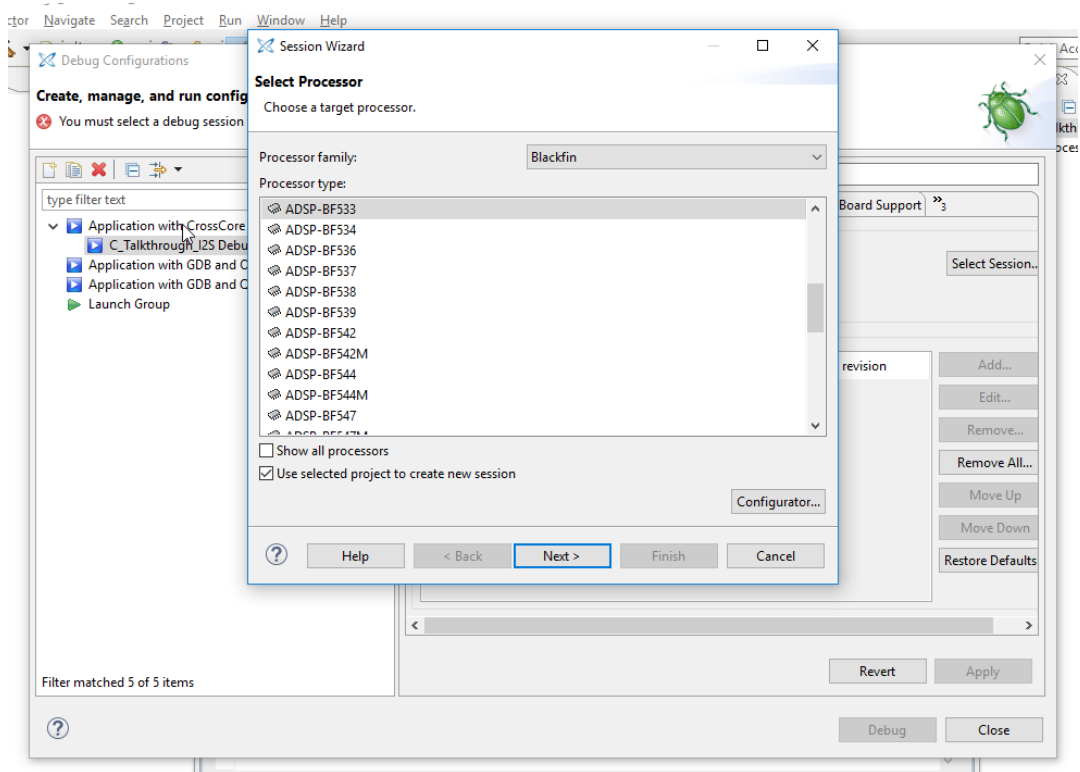 ctor Navigate Search Project Run Window Help
Session Wizard
Debug Configurations
Select Processor
Choose a target processor.
Create, manage, and run config
You must select a debug session
Processor family: Blackfin
Processor type:
ADSP-BF533
ADSP-BF534
ADSP-BF536
ADSP-BF537
ADSP-BF538
ADSP-BF539
ADSP-BF542
ADSP-BF542M
ADSP-BF544
ADSP-BF544M
ADSP-BF547
ADSP-BF547M
Show all processors
Use selected project to create new session
Configurator...
Help < Back Next > Finish Cancel
type filter text
Application with CrossCore
C_Talkthrough_I2S Debu
Application with GDB and O
Application with GDB and O
Launch Group
Filter matched 5 of 5 items
Board Support »3
Select Session..
revision
Add...
Edit...
Remove...
Remove All...
Move Up
Move Down
Restore Defaults
Revert Apply
Debug Close
Acc
lkth
oces